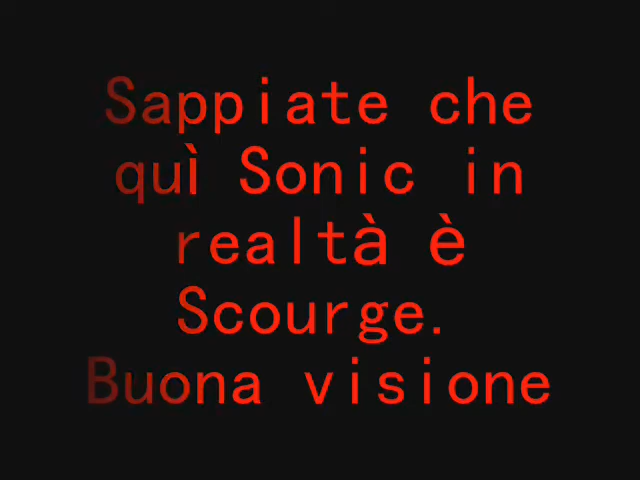 Sappiate che
quì Sonic in
realtà è
Scourge.
Buona visione